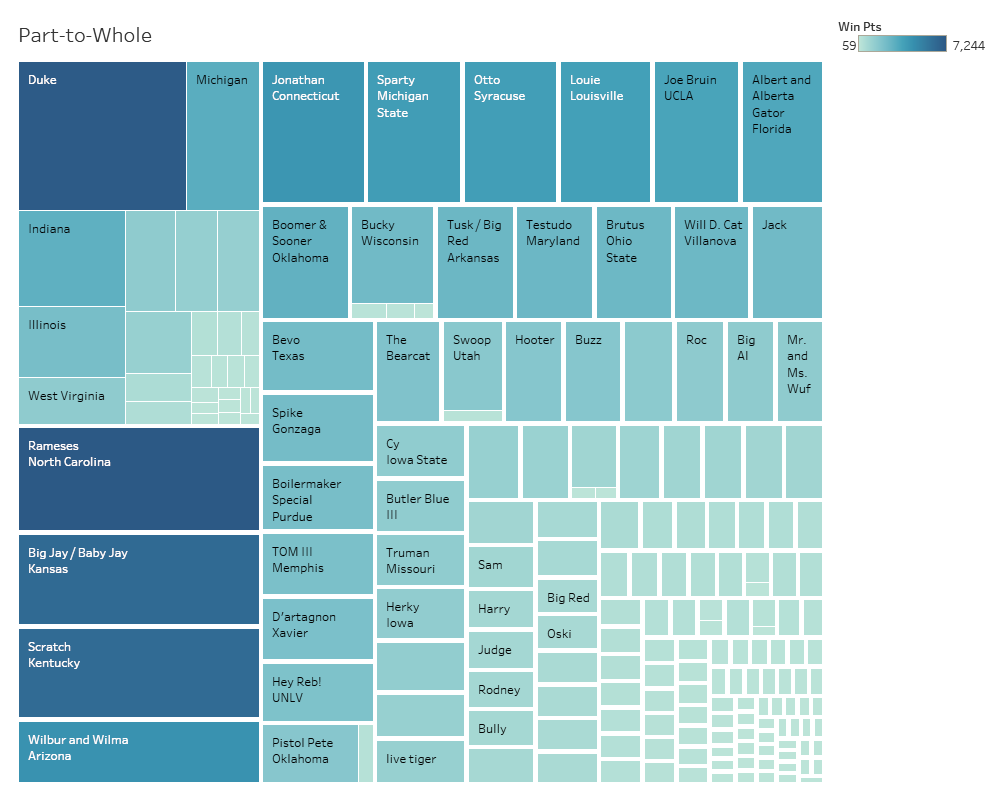 Part-to-Whole
Win Pts
59
7,244
Duke
Michigan
Indiana
Illinois
West Virginia
Rameses
North Carolina
Big Jay / Baby Jay
Kansas
Scratch
Kentucky
Wilbur and Wilma
Arizona
Jonathan
Connecticut
Sparty
Michigan
State
Otto
Syracuse
Louie
Louisville
Joe Bruin
UCLA
Albert and
Alberta
Gator
Florida
Boomer &
Sooner
Oklahoma
Bucky
Wisconsin
Tusk / Big
Red
Arkansas
Testudo
Maryland
Brutus
Ohio
State
Will D. Cat
Villanova
Jack
Bevo
Texas
Spike
Gonzaga
Boilermaker
Special
Purdue
TOM III
Memphis
D'artagnon
Xavier
Hey Reb!
UNLV
Pistol Pete
Oklahoma
The
Bearcat
Swoop
Utah
Hooter
Buzz
Roc
Big
Al
Mr.
and
Ms.
Wuf
Cy
Iowa State
Butler Blue
III
Truman
Missouri
Herky
Iowa
live tiger
Sam
Harry
Judge
Rodney
Bully
Big Red
Oski